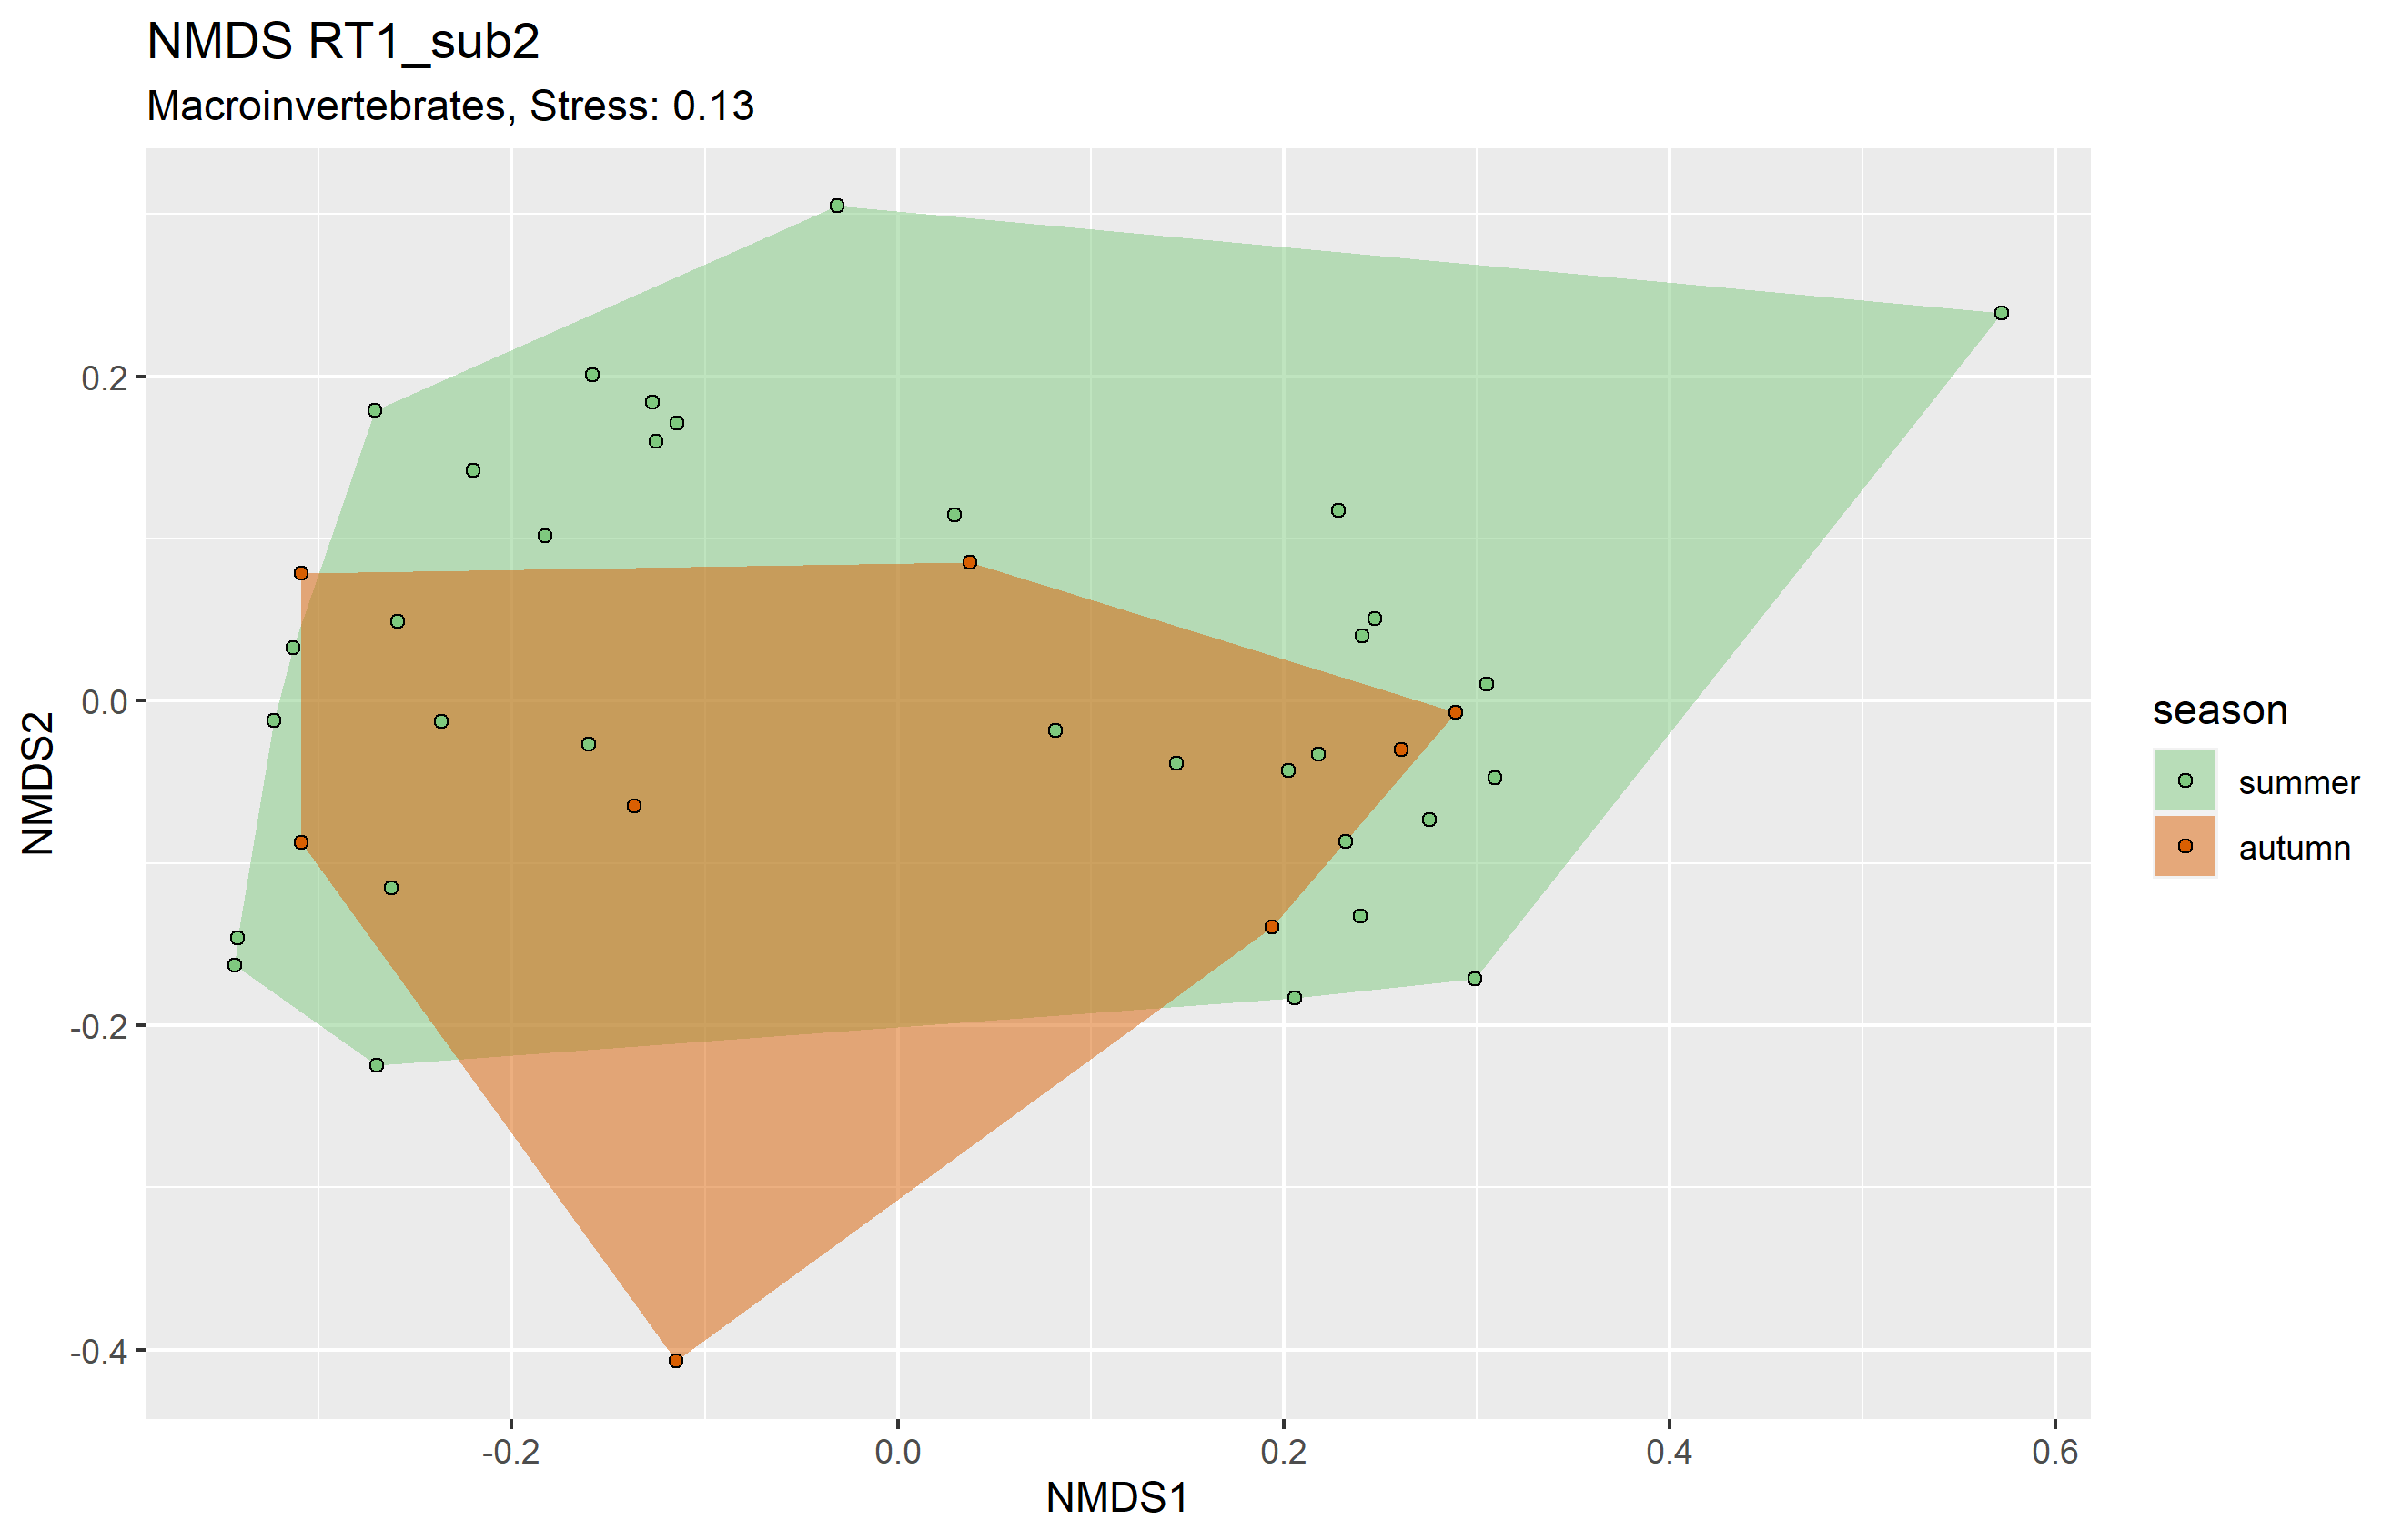 NMDS RT1_sub2
Macroinvertebrates, Stress: 0.13
0.2
0.0
-0.2
-0.4
NMDS2
-0.2
0.0
0.2
0.4
0.6
NMDS1
season
summer
autumn